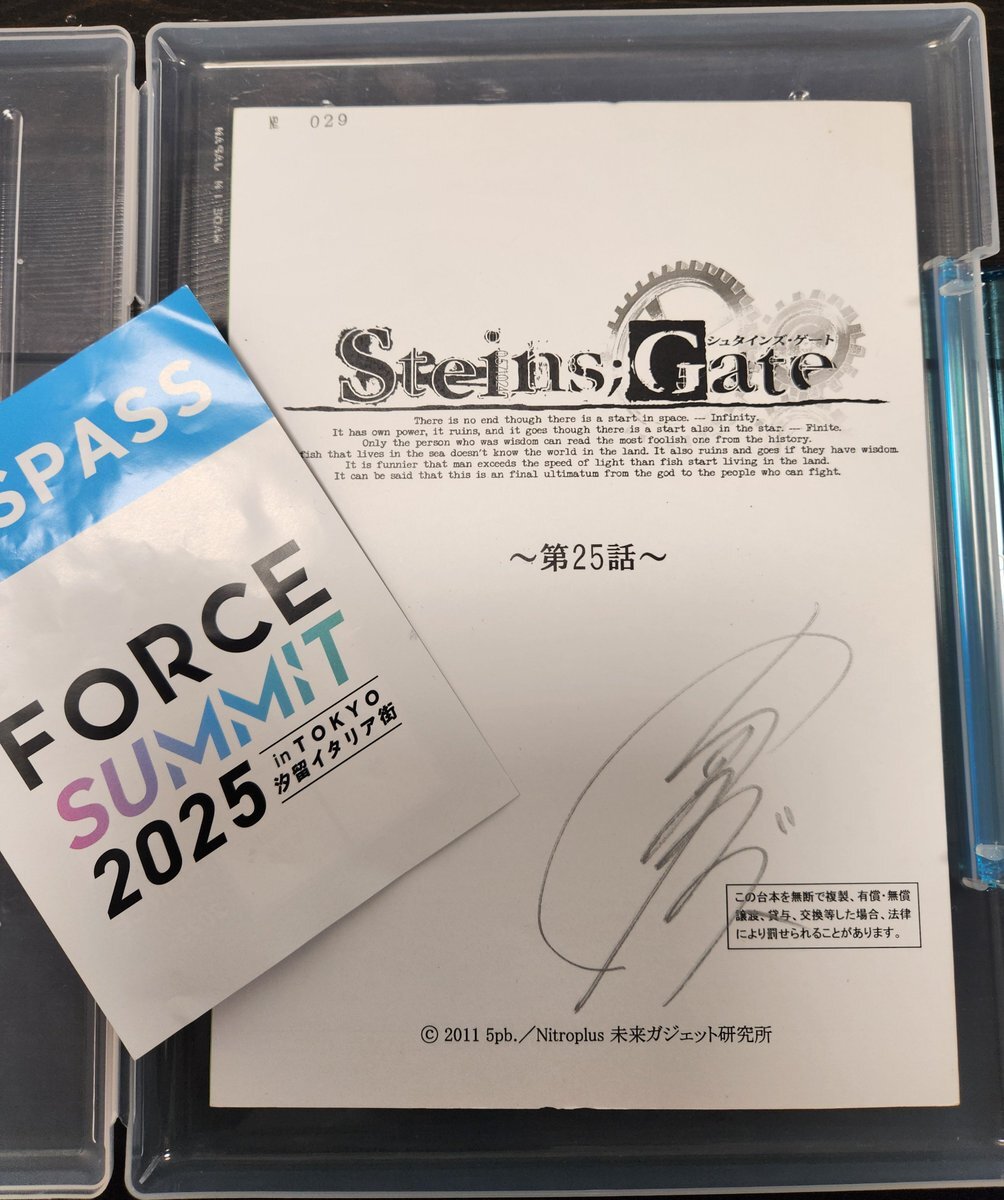 № 029
MADE IN JAPAN
Steins;Gate
シュタインズ・ゲート
There is no end though there is a start in space. ― Infinity.
It has own power, it ruins, and it goes though there is a start also in the star. ― Finite.
Only the person who was wisdom can read the most foolish one from the history.
fish that lives in the sea doesn't know the world in the land. It also ruins and goes if they have wisdom.
It is funnier that man exceeds the speed of light than fish start living in the land.
It can be said that this is an final ultimatum from the god to the people who can fight.
～第25話～
この台本を無断で複製、有償・無償
譲渡、貸与、交換等した場合、法律
により罰せられることがあります。
© 2011 5pb.／Nitroplus 未来ガジェット研究所
SPASS
FORCE
SUMMIT
2025
in TOKYO
汐留イタリア街